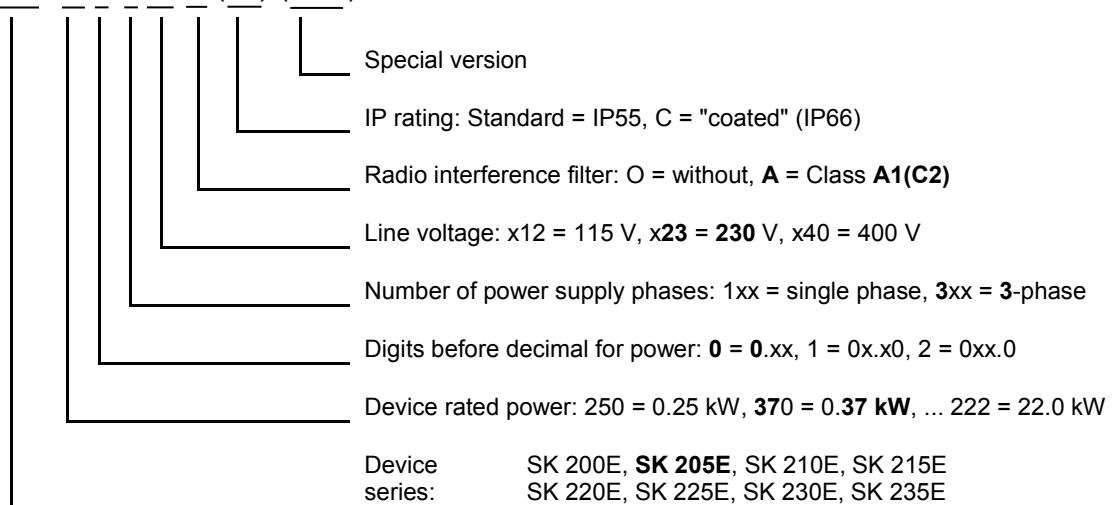 Special version
IP rating: Standard = IP55, C = "coated" (IP66)
Radio interference filter: O = without, A = Class A1(C2)
Line voltage: x12 = 115 V, x23 = 230 V, x40 = 400 V
Number of power supply phases: 1xx = single phase, 3xx = 3-phase
Digits before decimal for power: 0 = 0.xx, 1 = 0x.x0, 2 = 0xx.0
Device rated power: 250 = 0.25 kW, 370 = 0.37 kW, ... 222 = 22.0 kW
Device SK 200E, SK 205E, SK 210E, SK 215E
series: SK 220E, SK 225E, SK 230E, SK 235E